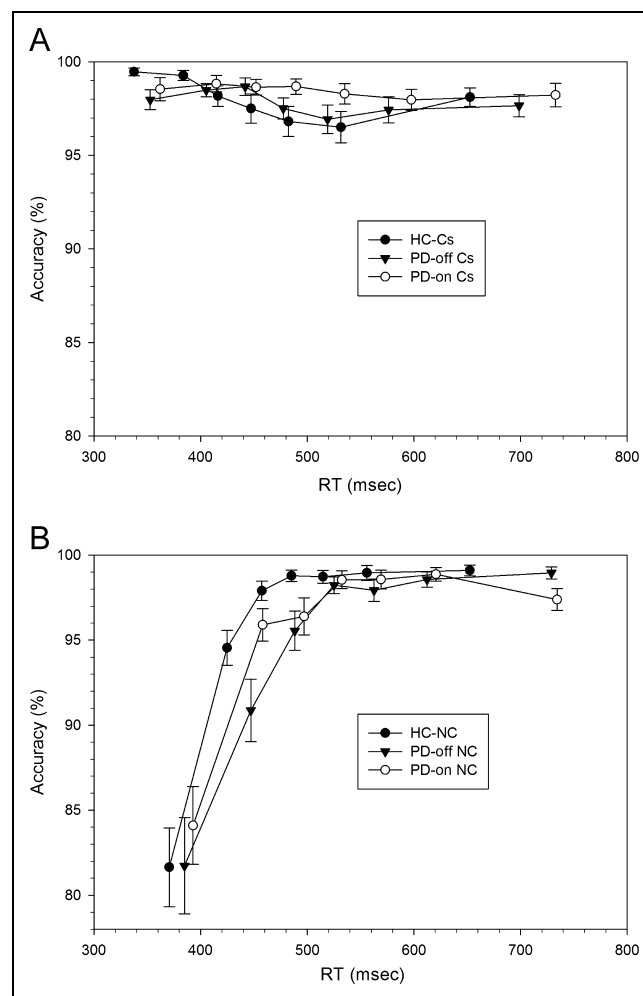 A
100
95
90
85
80
Accuracy (%)
HC-Cs
PD-off Cs
PD-on Cs
300 400 500 600 700 800
RT (msec)
B
100
95
90
85
80
Accuracy (%)
HC-NC
PD-off NC
PD-on NC
300 400 500 600 700 800
RT (msec)